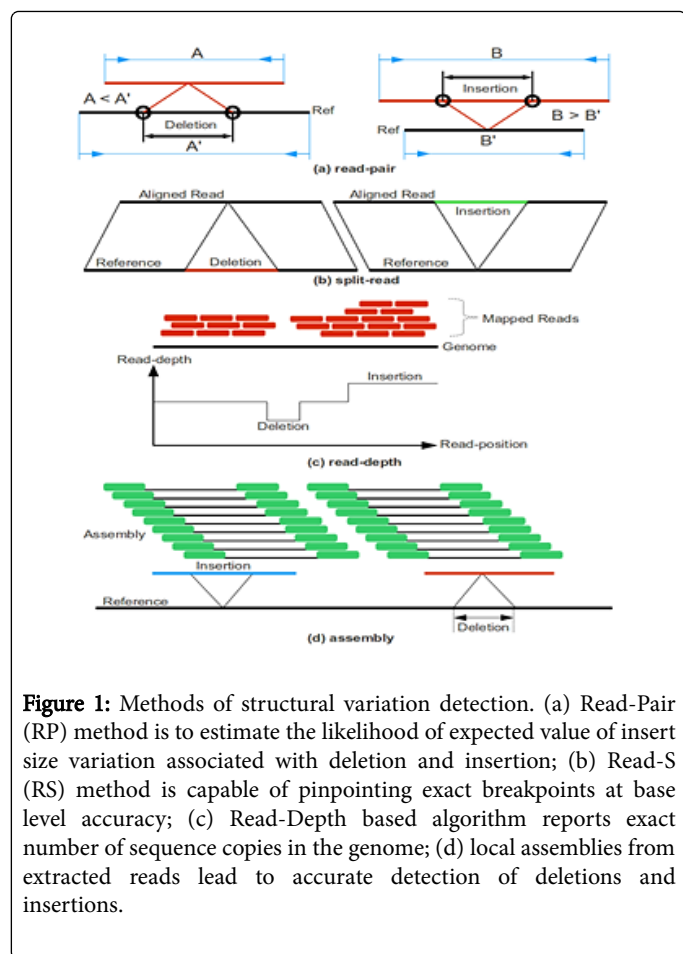 A
B
A < A'
Insertion
Ref
B > B'
Deletion
Ref
A'
B'
(a) read-pair
Aligned Read
Aligned Read
Insertion
Reference
Deletion
Reference
(b) split-read
Mapped Reads
Genome
Read-depth
Insertion
Deletion
Read-position
(c) read-depth
Assembly
Insertion
Reference
Deletion
(d) assembly
Figure 1: Methods of structural variation detection. (a) Read-Pair
(RP) method is to estimate the likelihood of expected value of insert
size variation associated with deletion and insertion; (b) Read-S
(RS) method is capable of pinpointing exact breakpoints at base
level accuracy; (c) Read-Depth based algorithm reports exact
number of sequence copies in the genome; (d) local assemblies from
extracted reads lead to accurate detection of deletions and
insertions.